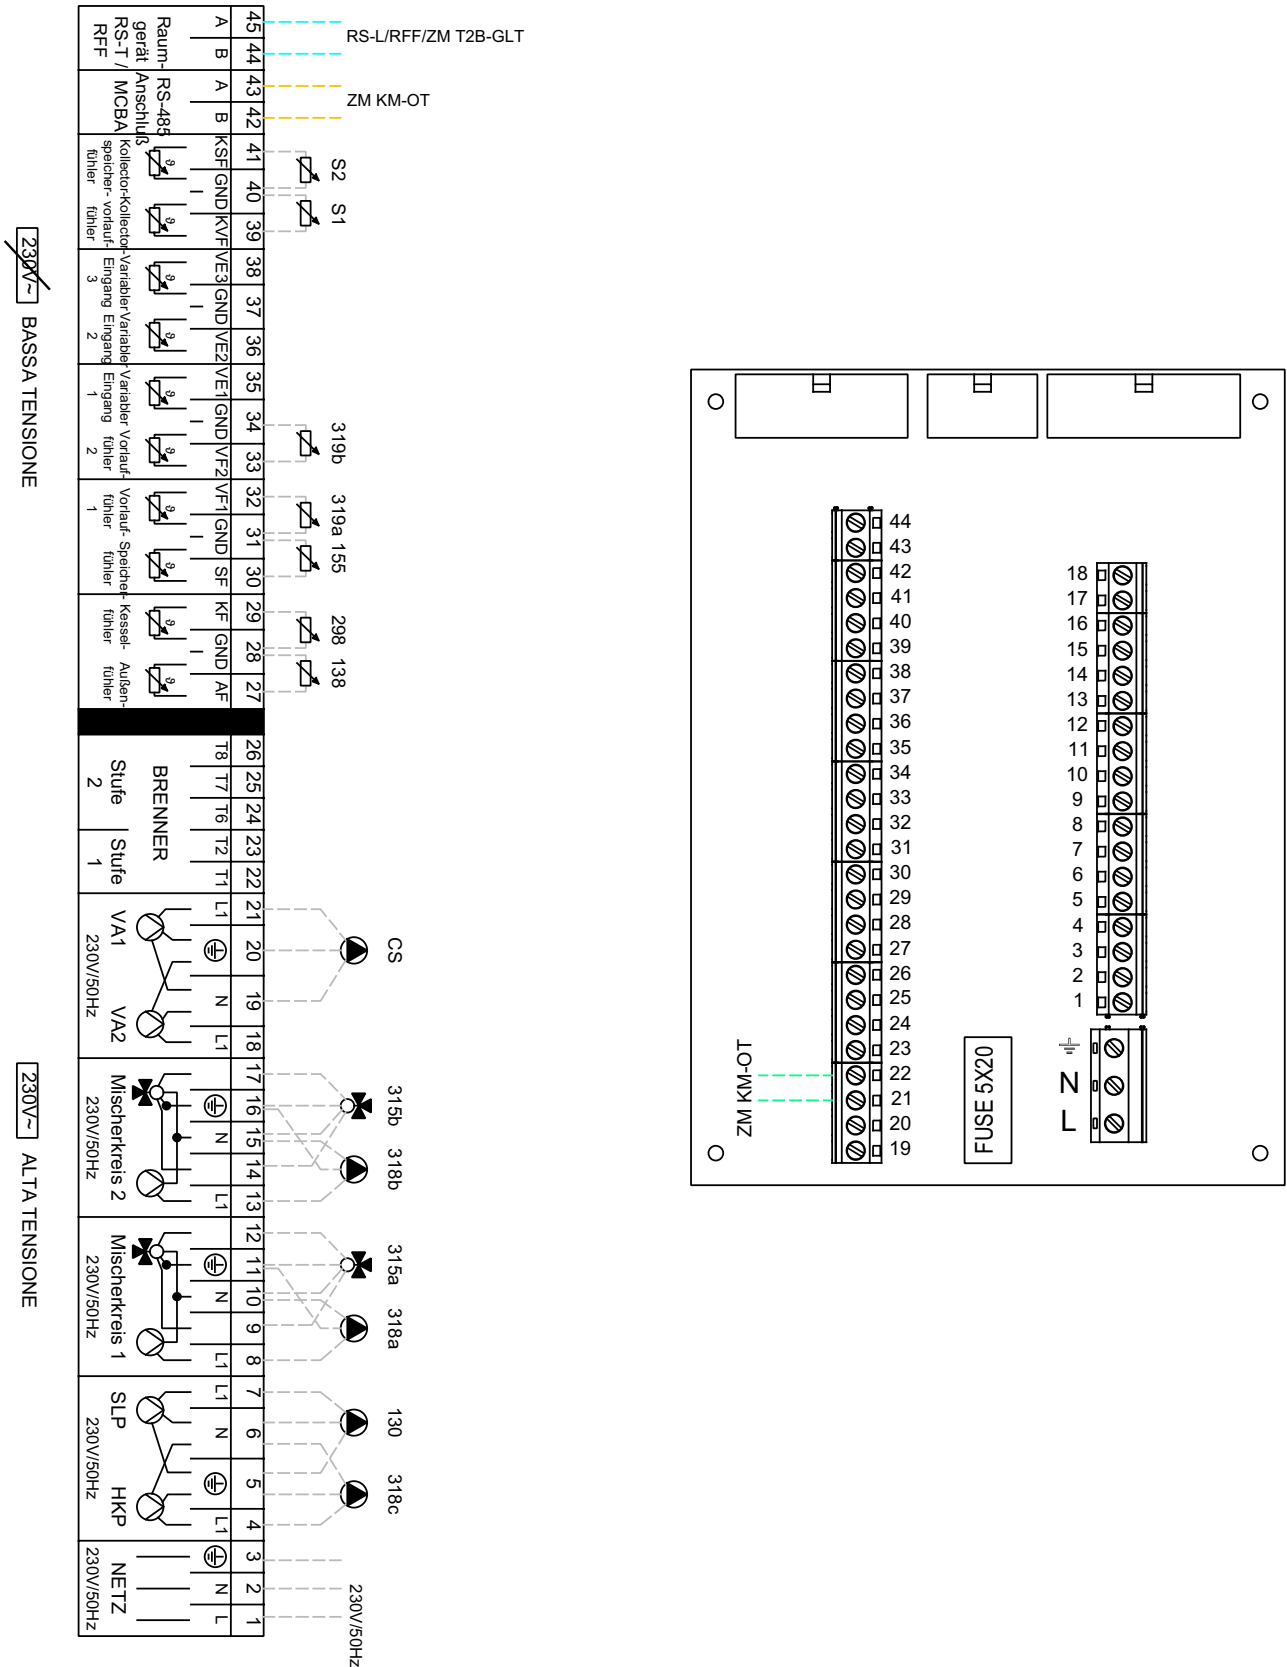 45 A
44 B
Raum-
gerät
RS-T /
RFF
RS-L/RFF/ZM T2B-GLT
43 A
42 B
RS-485
Anschluß
MCBA
ZM KM-OT
41 KSF
40 GND
39 KVF
Kollector-
speicher-
fühler
Kollector-
vorlauf-
fühler
S2
S1
38 VE3
37 GND
36 VE2
Variabler
Eingang
3
Variabler
Eingang
2
35 VE1
34 GND
33 VF2
Variabler
Eingang
1
Vorlauf-
fühler
2
319b
32 VF1
31 GND
30 SF
Vorlauf-
fühler
1
Speicher-
fühler
319a
155
29 KF
28 GND
27 AF
Kessel-
fühler
Außen-
fühler
298
138
230V~ BASSA TENSIONE
26 T8
25 T7
24 T6
23 T2
22 T1
BRENNER
Stufe
2
Stufe
1
21 L1
20
19 N
18 L1
VA1
VA2
230V/50Hz
CS
17
16
15 N
14
13 L1
Mischerkreis 2
230V/50Hz
315b
318b
12
11
10 N
9
8 L1
Mischerkreis 1
230V/50Hz
315a
318a
7 L1
6 N
5
4 L1
SLP
HKP
230V/50Hz
130
318c
3
2 N
1 L
NETZ
230V/50Hz
230V/50Hz
230V~ ALTA TENSIONE
44
43
42
41
40
39
38
37
36
35
34
33
32
31
30
29
28
27
26
25
24
23
22
21
20
19
ZM KM-OT
FUSE 5X20
18
17
16
15
14
13
12
11
10
9
8
7
6
5
4
3
2
1
N
L